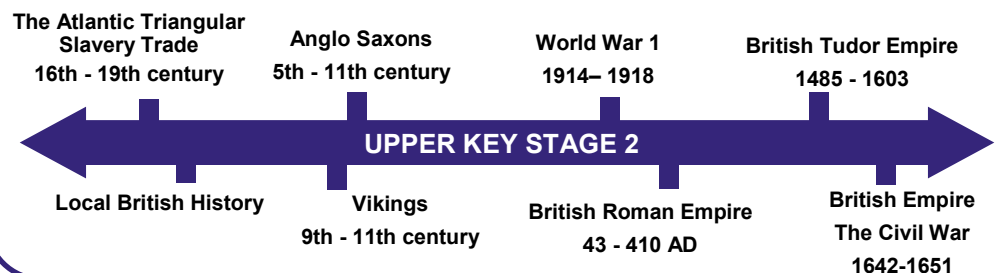 The Atlantic Triangular
Slavery Trade
16th - 19th century
Anglo Saxons
5th - 11th century
World War 1
1914– 1918
British Tudor Empire
1485 - 1603
UPPER KEY STAGE 2
Local British History
Vikings
9th - 11th century
British Roman Empire
43 - 410 AD
British Empire
The Civil War
1642-1651